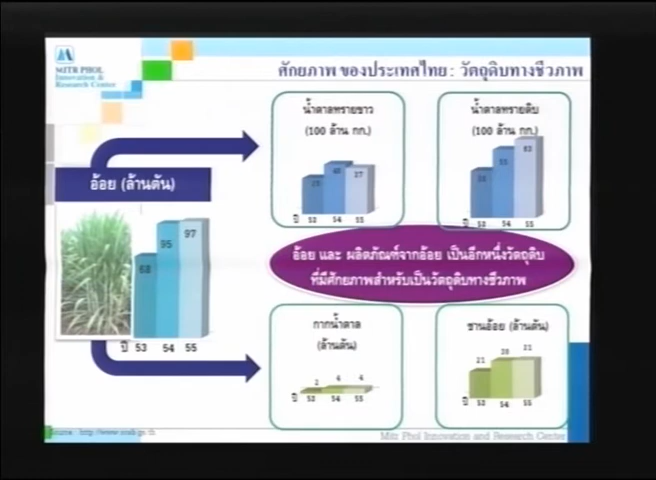 MITR PHOL
Innovation &
Research Center
ศักยภาพของประเทศไทย : วัตถุดิบทางชีวภาพ
น้ำตาลทรายขาว
(100 ล้าน กก.)
ปี 53 54 55
น้ำตาลทรายดิบ
(100 ล้าน กก.)
63
ปี 53 54 55
อ้อย (ล้านตัน)
68 95 97
ปี 53 54 55
อ้อย และ ผลิตภัณฑ์จากอ้อย เป็นอีกหนึ่งวัตถุดิบ
ที่มีศักยภาพสำหรับเป็นวัตถุดิบทางชีวภาพ
กากน้ำตาล
(ล้านตัน)
4 4
ปี 53 54 55
ชานอ้อย (ล้านตัน)
21
ปี 53 54 55
Mitr Phol Innovation and Research Center